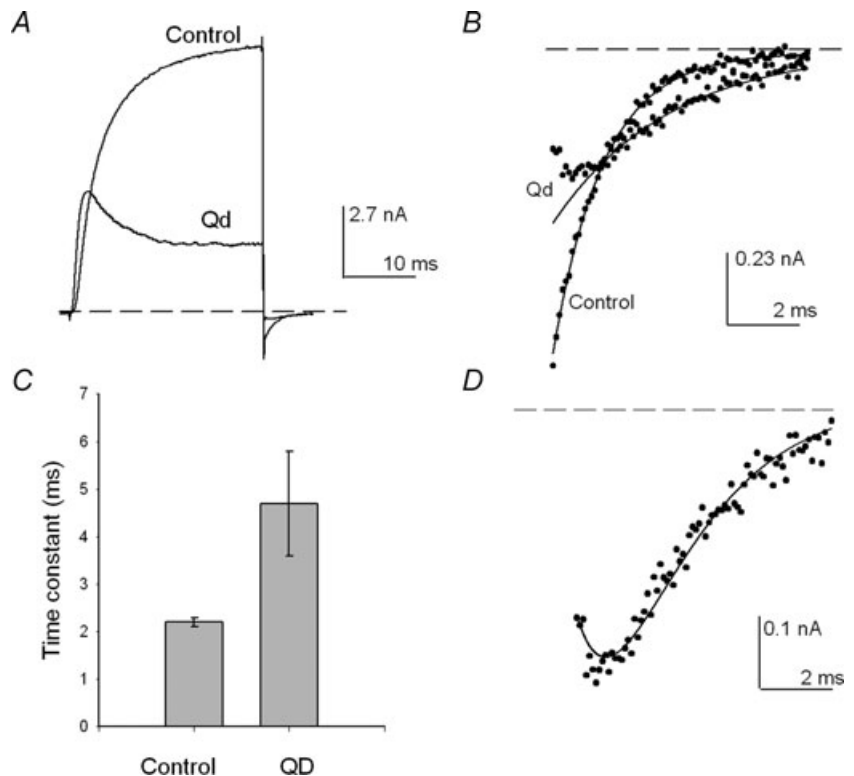 A
Control
Qd
2.7 nA
10 ms
B
Qd
Control
0.23 nA
2 ms
C
Time constant (ms)
7
6
5
4
3
2
1
0
Control
QD
D
0.1 nA
2 ms